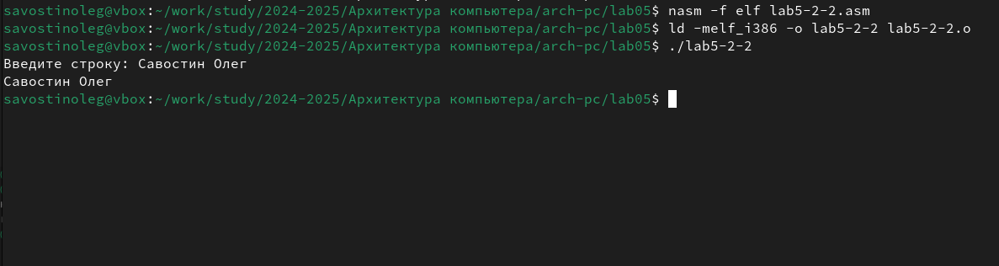 savostinoleg@vbox:~/work/study/2024-2025/Архитектура компьютера/arch-pc/lab05$ nasm -f elf lab5-2-2.asm
savostinoleg@vbox:~/work/study/2024-2025/Архитектура компьютера/arch-pc/lab05$ ld -melf_i386 -o lab5-2-2 lab5-2-2.o
savostinoleg@vbox:~/work/study/2024-2025/Архитектура компьютера/arch-pc/lab05$ ./lab5-2-2
Введите строку: Савостин Олег
Савостин Олег
savostinoleg@vbox:~/work/study/2024-2025/Архитектура компьютера/arch-pc/lab05$